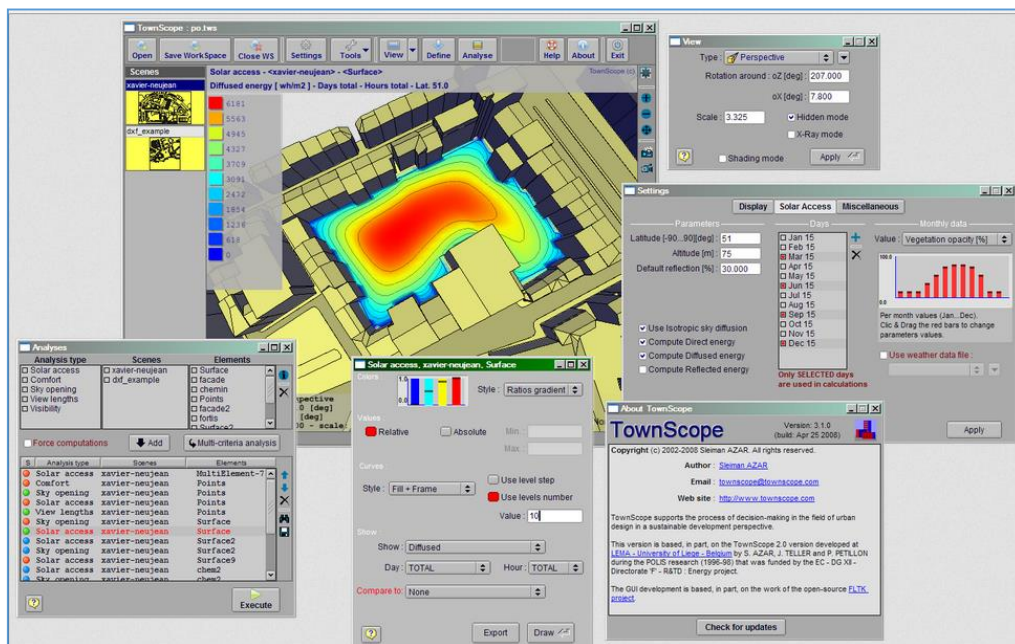 TownScope : po.tws
Open Save WorkSpace Close WS Settings Tools View Define Analyse Help About Exit
Scenes
xavier-neujean
dxf_example
Solar access - <xavier-neujean> - <Surface>
TownScope (c)
Diffused energy [ wh/m2 ] - Days total - Hours total - Lat. 51.0
6181
5563
4945
4327
3709
3091
2432
1854
1236
618
0
View
Type : Perspective
Rotation around : oZ [deg] : 207.000
oX [deg] : 7.800
Scale : 3.325
Hidden mode
X-Ray mode
Shading mode
Apply
Settings
Display Solar Access Miscellaneous
Parameters
Latitude [-90...90][deg] : 51
Altitude [m] : 75
Default reflection [%] : 30.000
Use Isotropic sky diffusion
Compute Direct energy
Compute Diffused energy
Compute Reflected energy
Days
Jan 15
Feb 15
Mar 15
Apr 15
May 15
Jun 15
Jul 15
Aug 15
Sep 15
Oct 15
Nov 15
Dec 15
Only SELECTED days
are used in calculations
Monthly data
Value : Vegetation opacity [%]
100.0
0.0
Per month values (Jan...Dec).
Clic & Drag the red bars to change
parameters values.
Use weather data file :
Apply
Analyses
Analysis type Scenes Elements
Solar access xavier-neujean Surface
Comfort dxf_example facade
Sky opening chemin
View lengths Points
Visibility facade2
fortis
Surface2
Force computations Add Multi-criteria analysis
S Analysis type Scenes Elements
Solar access xavier-neujean MultiElement-7
Comfort xavier-neujean Points
Sky opening xavier-neujean Points
Solar access xavier-neujean Points
View lengths xavier-neujean Points
Sky opening xavier-neujean Surface
Solar access xavier-neujean Surface
Solar access xavier-neujean Surface2
Sky opening xavier-neujean Surface2
Solar access xavier-neujean Surface9
Solar access xavier-neujean chem2
Sky opening xavier-neujean chem2
Execute
Solar access, xavier-neujean, Surface
Colors
1.0
0.0
Style : Ratios gradient
Values
Relative Absolute Min. :
Max. :
Curves
Style : Fill + Frame
Use level step
Use levels number
Value : 10
Show
Show : Diffused
Day : TOTAL Hour : TOTAL
Compare to : None
Export Draw
About TownScope
TownScope
Version: 3.1.0
(build: Apr 25 2008)
Copyright (c) 2002-2008 Sleiman AZAR. All rights reserved.
Author : Sleiman AZAR
Email : townscope@townscope.com
Web site : http://www.townscope.com
TownScope supports the process of decision-making in the field of urban
design in a sustainable development perspective.
This version is based, in part, on the TownScope 2.0 version developed at
LEMA - University of Liege - Belgium by S. AZAR, J. TELLER and P. PETILLON
during the POLIS research (1996-98) that was funded by the EC - DG XII -
Directorate 'F' - R&TD : Energy project.
The GUI development is based, in part, on the work of the open-source FLTK
project.
Check for updates